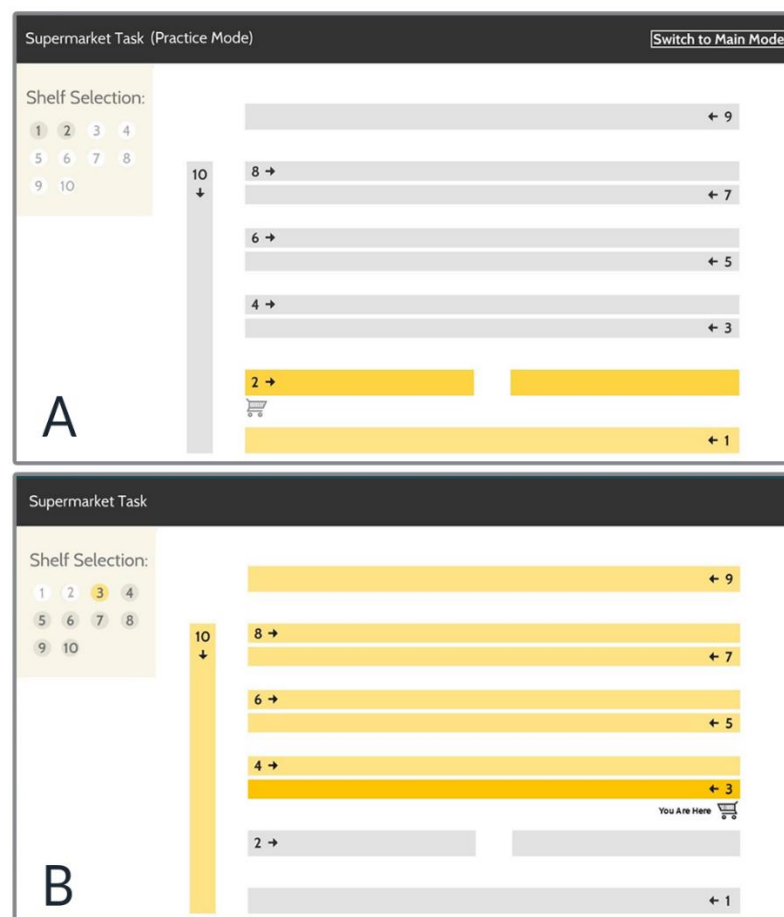 Supermarket Task (Practice Mode)
Switch to Main Mode
Shelf Selection:
1 2 3 4
5 6 7 8
9 10
← 9
10
↓
8 →
← 7
6 →
← 5
4 →
← 3
2 →
← 1
A
Supermarket Task
Shelf Selection:
1 2 3 4
5 6 7 8
9 10
← 9
10
↓
8 →
← 7
6 →
← 5
4 →
← 3
You Are Here
2 →
← 1
B